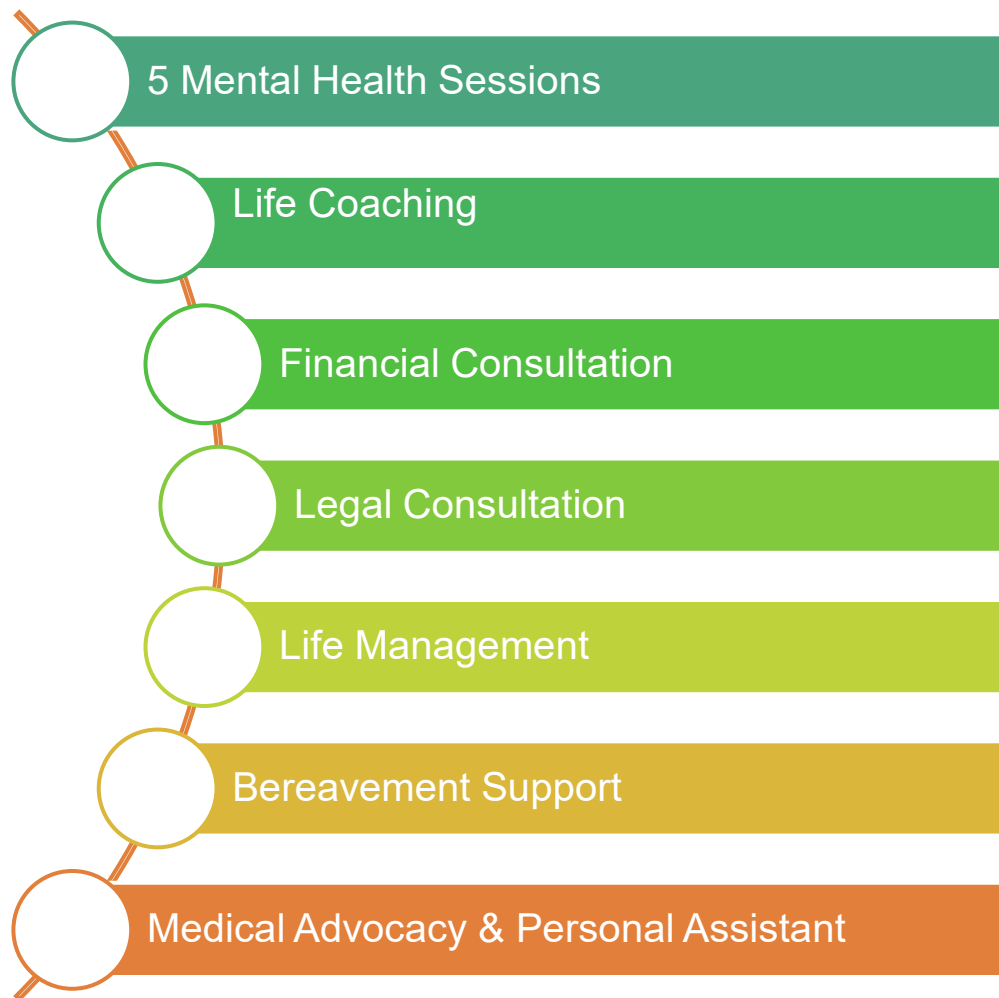 5 Mental Health Sessions
Life Coaching
Financial Consultation
Legal Consultation
Life Management
Bereavement Support
Medical Advocacy & Personal Assistant